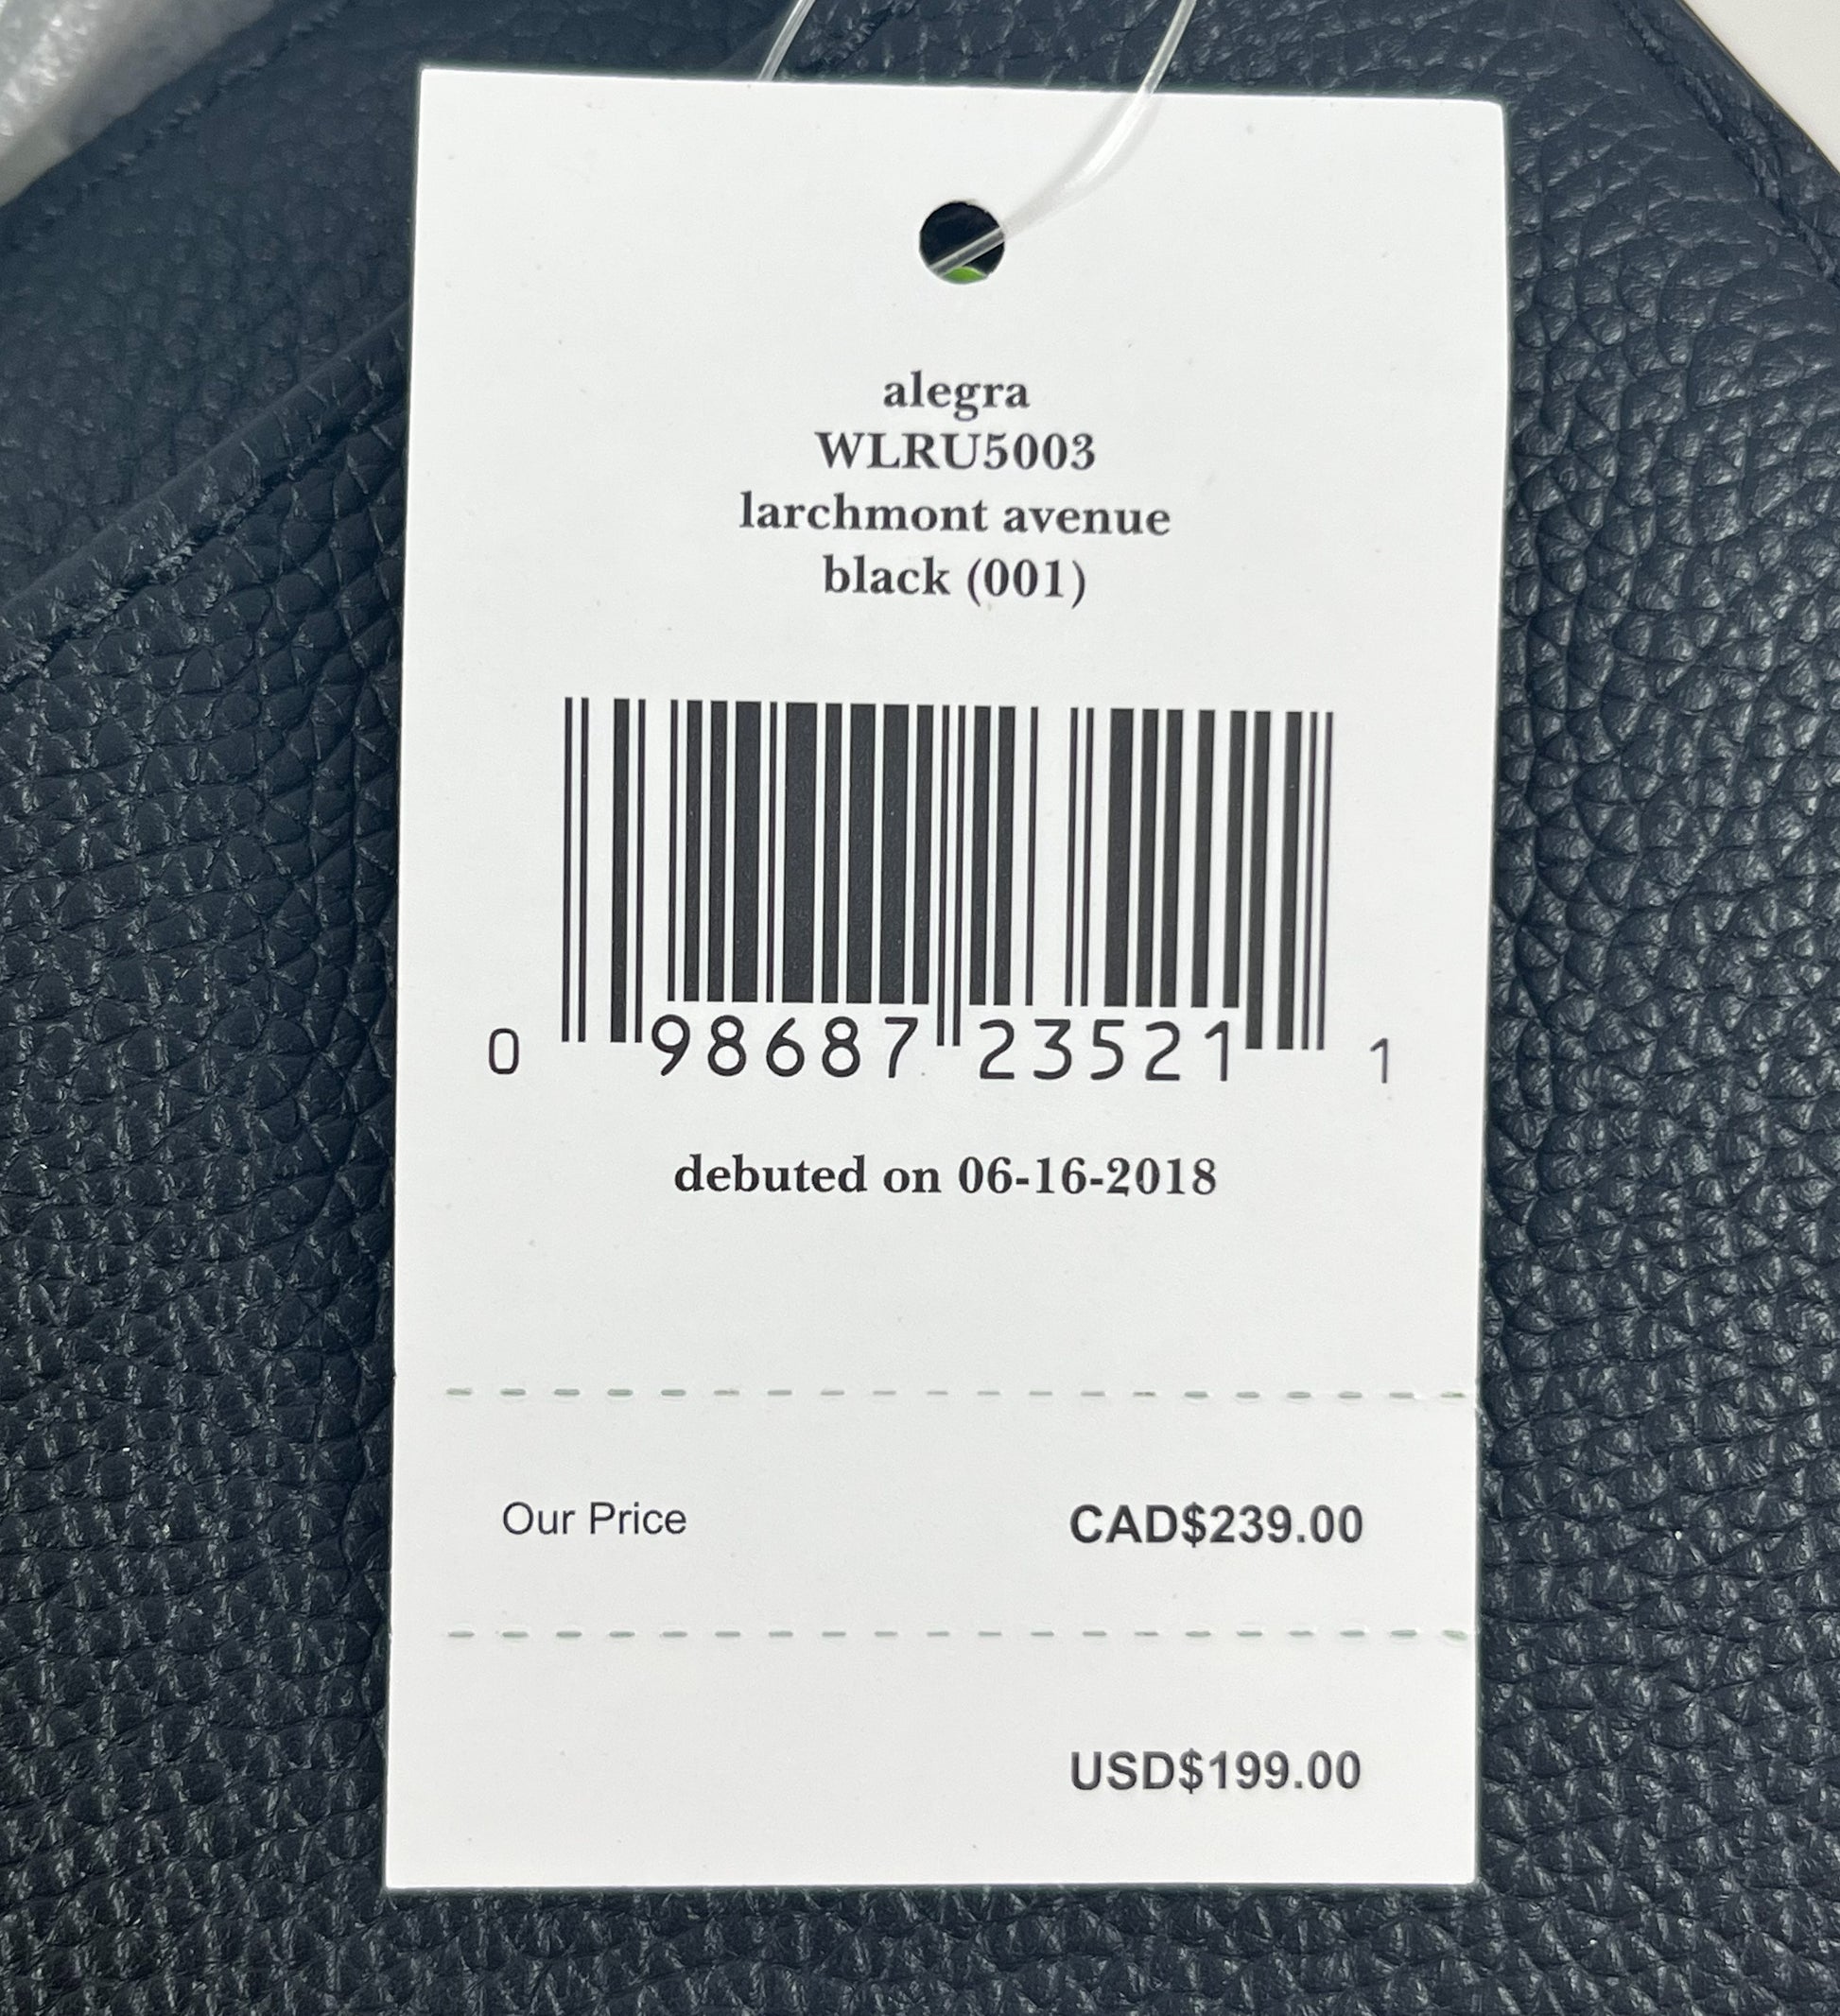 alegra
WLRU5003
larchmont avenue
black (001)
0 98687 23521 1
debuted on 06-16-2018
Our Price CAD$239.00
USD$199.00